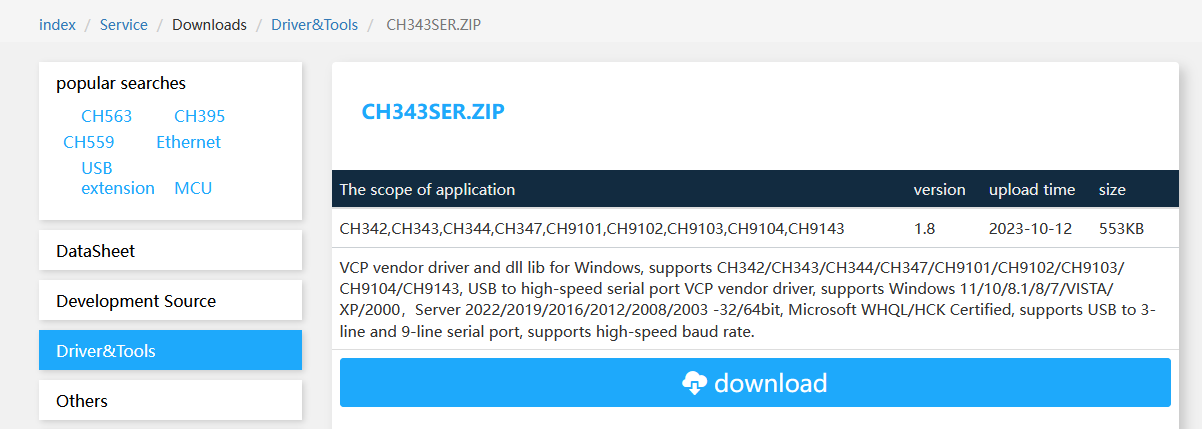 index / Service / Downloads / Driver&Tools / CH343SER.ZIP
popular searches
CH563 CH395
CH559 Ethernet
USB
extension MCU
DataSheet
Development Source
Driver&Tools
Others
CH343SER.ZIP
The scope of application version upload time size
CH342,CH343,CH344,CH347,CH9101,CH9102,CH9103,CH9104,CH9143 1.8 2023-10-12 553KB
VCP vendor driver and dll lib for Windows, supports CH342/CH343/CH344/CH347/CH9101/CH9102/CH9103/
CH9104/CH9143, USB to high-speed serial port VCP vendor driver, supports Windows 11/10/8.1/8/7/VISTA/
XP/2000，Server 2022/2019/2016/2012/2008/2003 -32/64bit, Microsoft WHQL/HCK Certified, supports USB to 3-
line and 9-line serial port, supports high-speed baud rate.
download